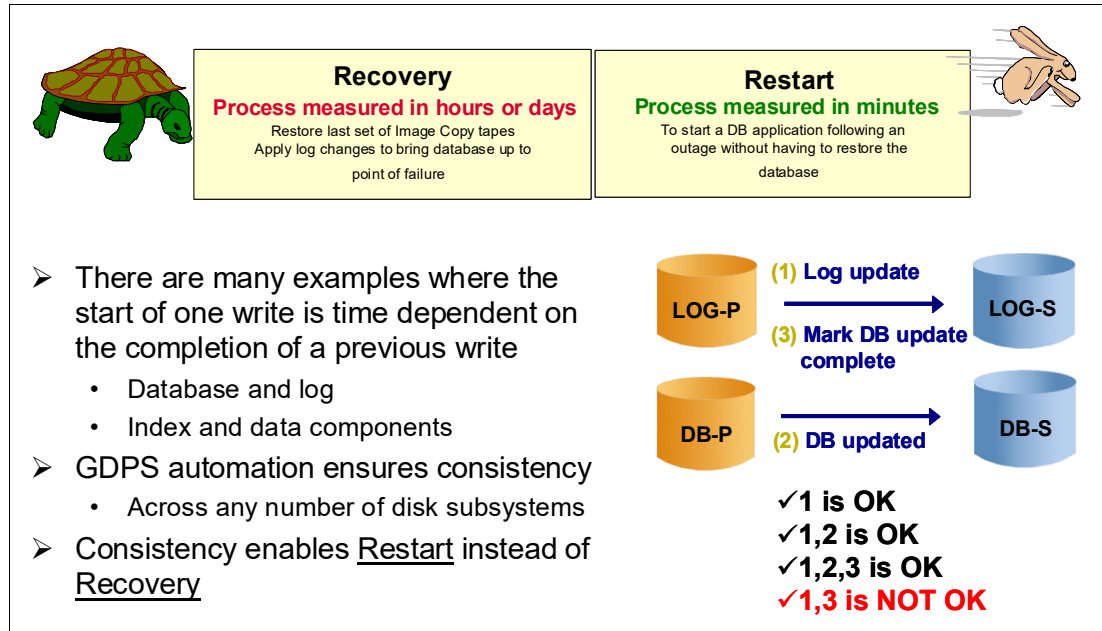 Recovery
Process measured in hours or days
Restore last set of Image Copy tapes
Apply log changes to bring database up to
point of failure
Restart
Process measured in minutes
To start a DB application following an
outage without having to restore the
database
➢ There are many examples where the
start of one write is time dependent on
the completion of a previous write
• Database and log
• Index and data components
➢ GDPS automation ensures consistency
• Across any number of disk subsystems
➢ Consistency enables Restart instead of
Recovery
LOG-P
(1) Log update
(3) Mark DB update
complete
LOG-S
DB-P
(2) DB updated
DB-S
✓1 is OK
✓1,2 is OK
✓1,2,3 is OK
✓1,3 is NOT OK